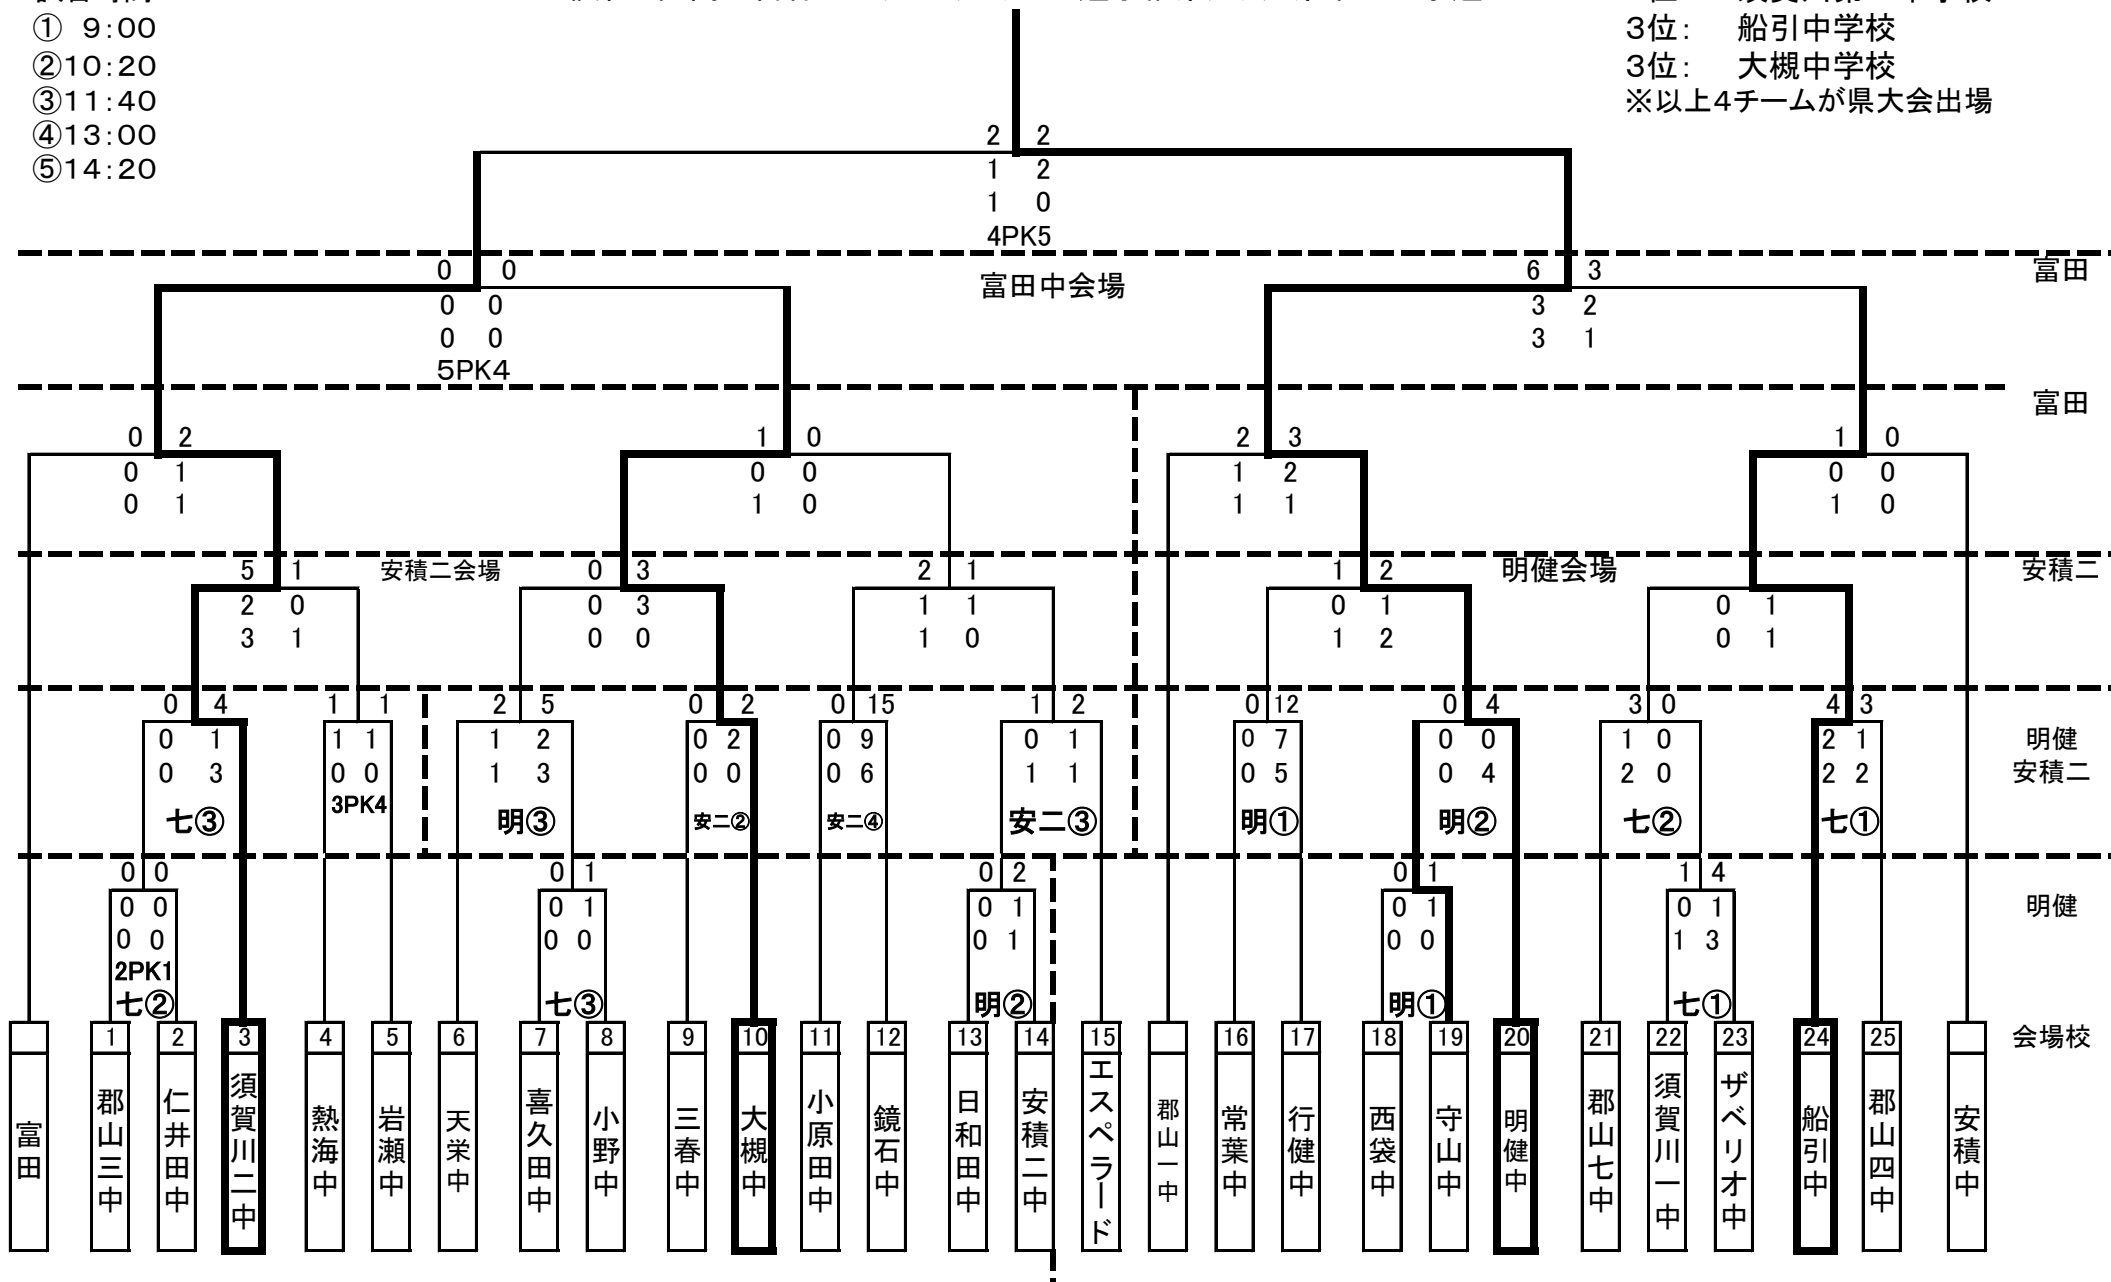 ① 9:00
②10:20
③11:40
④13:00
⑤14:20
3位: 船引中学校
3位: 大槻中学校
※以上4チームが県大会出場
2 2
1 2
1 0
4PK5
0 0
0 0
0 0
5PK4
富田中会場
6 3
3 2
3 1
富田
富田
0 2
0 1
0 1
1 0
0 0
1 0
2 3
1 2
1 1
1 0
0 0
1 0
5 1
2 0
3 1
安積二会場
0 3
0 3
0 0
2 1
1 1
1 0
1 2
0 1
1 2
明健会場
0 1
0 1
安積二
0 4
0 1
0 3
七③
1 1
1 1
0 0
3PK4
2 5
1 2
1 3
明③
0 2
0 2
0 0
安二②
0 15
0 9
0 6
安二④
1 2
0 1
1 1
安二③
0 12
0 7
0 5
明①
0 4
0 0
0 4
明②
3 0
1 0
2 0
七②
4 3
2 1
2 2
七①
明健
安積二
0 0
0 0
0 0
2PK1
七②
0 1
0 1
0 0
七③
0 2
0 1
0 1
明②
0 1
0 1
0 0
明①
1 4
0 1
1 3
七①
明健
会場校
富田
1 郡山三中
2 仁井田中
3 須賀川二中
4 熱海中
5 岩瀬中
6 天栄中
7 喜久田中
8 小野中
9 三春中
10 大槻中
11 小原田中
12 鏡石中
13 日和田中
14 安積二中
15 エスペラード
郡山一中
16 常葉中
17 行健中
18 西袋中
19 守山中
20 明健中
21 郡山七中
22 須賀川一中
23 ザベリオ中
24 船引中
25 郡山四中
安積中